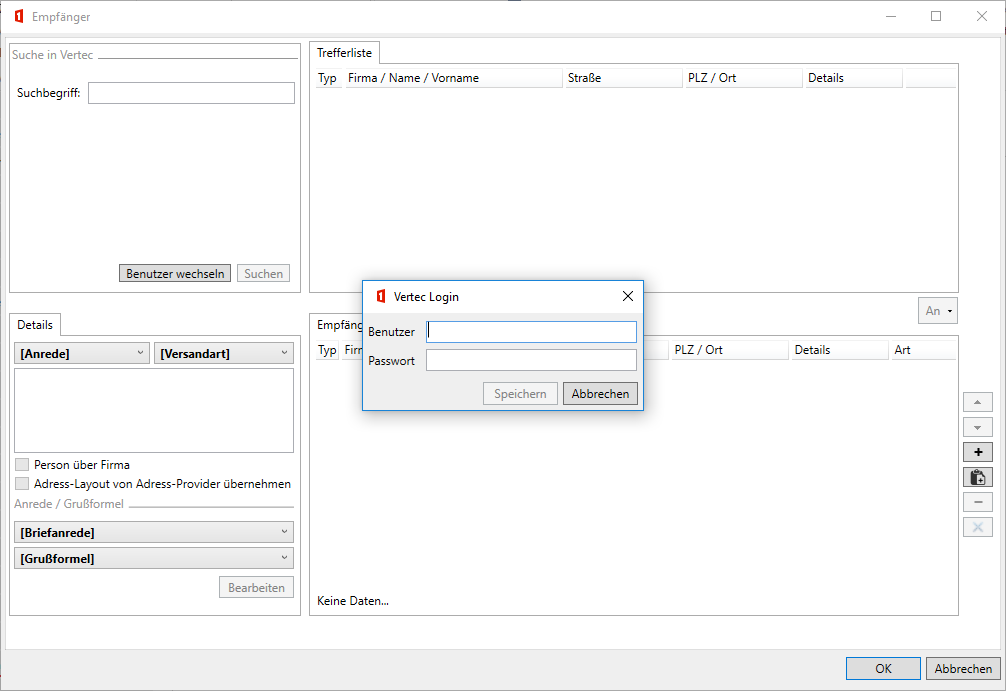 Empfänger
Suche in Vertec
Suchbegriff:
Benutzer wechseln Suchen
Trefferliste
Typ Firma / Name / Vorname Straße PLZ / Ort Details
An
Vertec Login
Benutzer
Passwort
Speichern Abbrechen
Details
[Anrede] [Versandart]
Person über Firma
Adress-Layout von Adress-Provider übernehmen
Anrede / Grußformel
[Briefanrede]
[Grußformel]
Bearbeiten
Empfäng
Typ Firr PLZ / Ort Details Art
Keine Daten...
OK Abbrechen